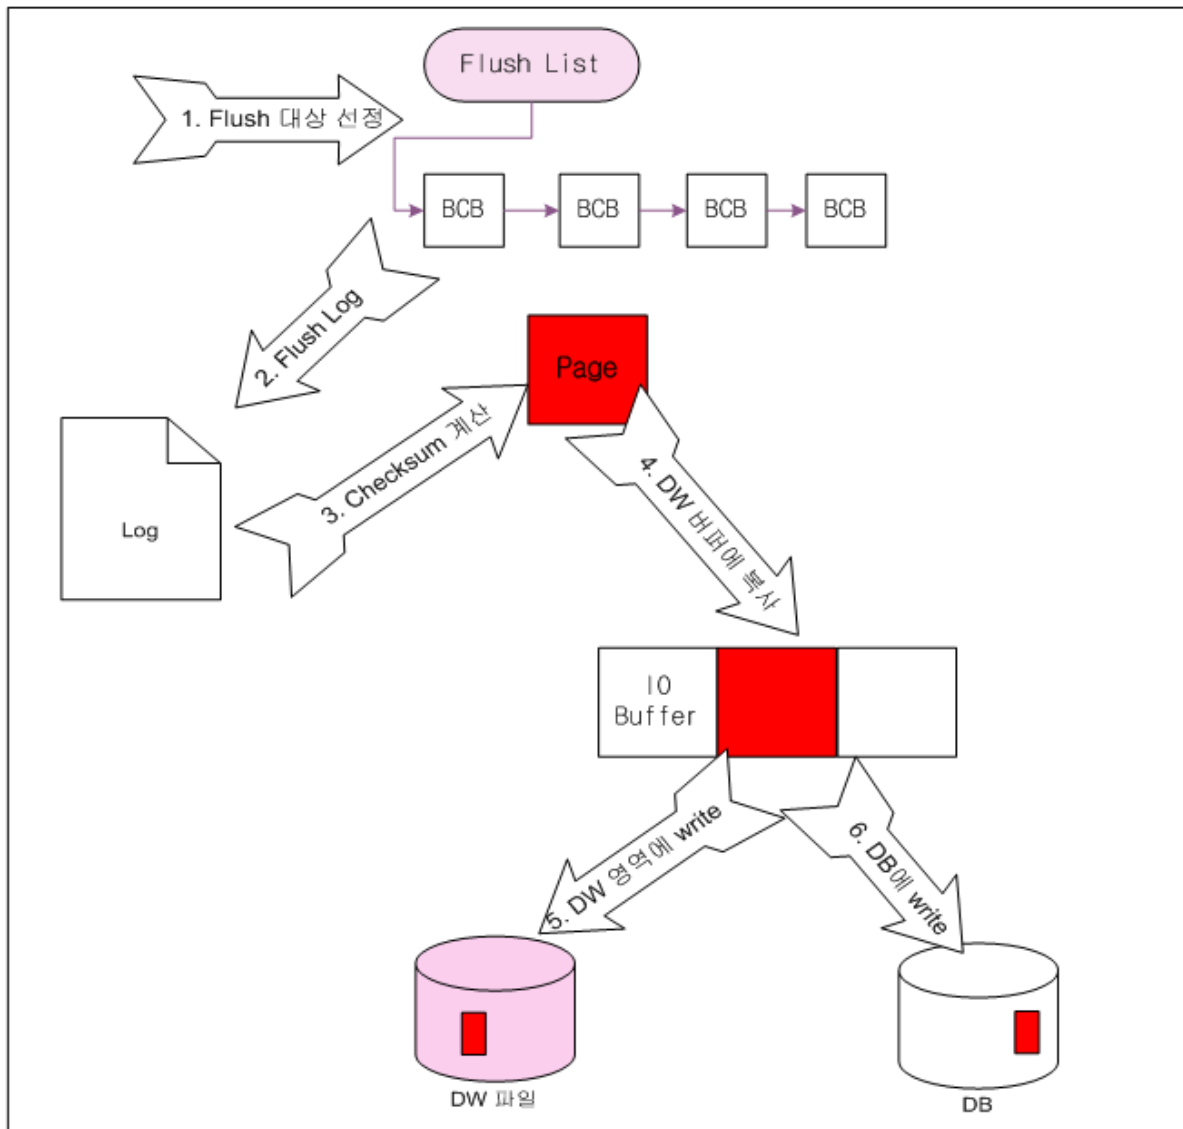 Flush List
1. Flush 대상 선정
BCB
BCB
BCB
BCB
2. Flush Log
Page
3. Checksum 계산
4. DW 버퍼에 복사
Log
IO
Buffer
5. DW 영역에 write
6. DB에 write
DW 파일
DB